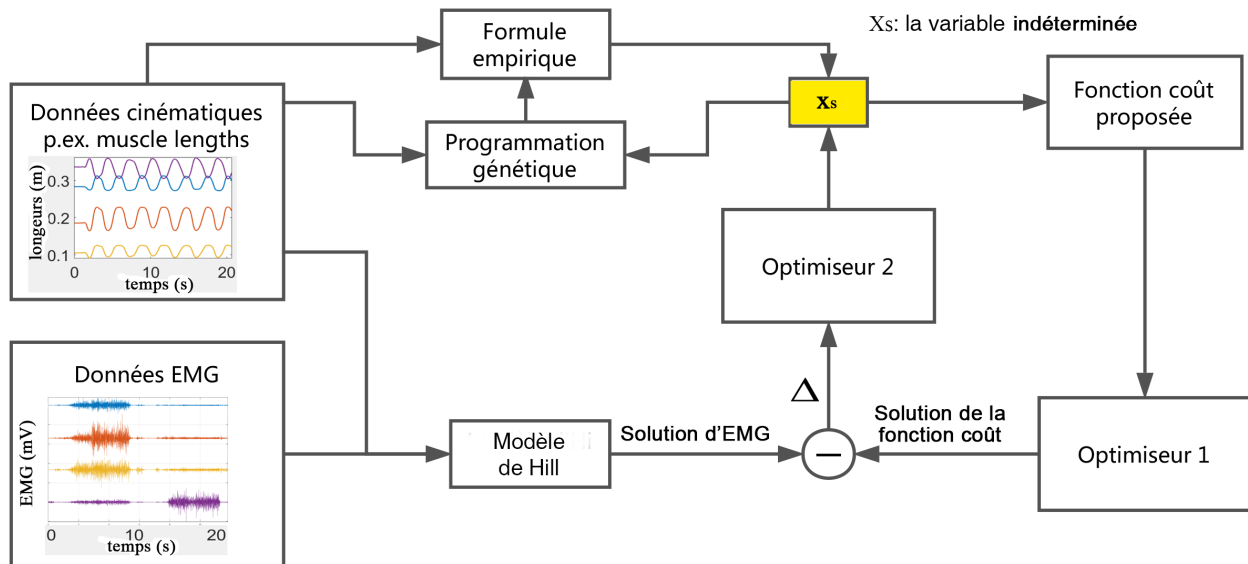 Formule
empirique
Xs: la variable indéterminée
Données cinématiques
p.ex. muscle lengths
longeurs (m)
0.3
0.2
0.1
0
10
20
temps (s)
Programmation
génétique
Xs
Fonction coût
proposée
Optimiseur 2
Données EMG
EMG (mV)
0
10
20
temps (s)
Modèle
de Hill
Solution d'EMG
Δ
−
Solution de la
fonction coût
Optimiseur 1